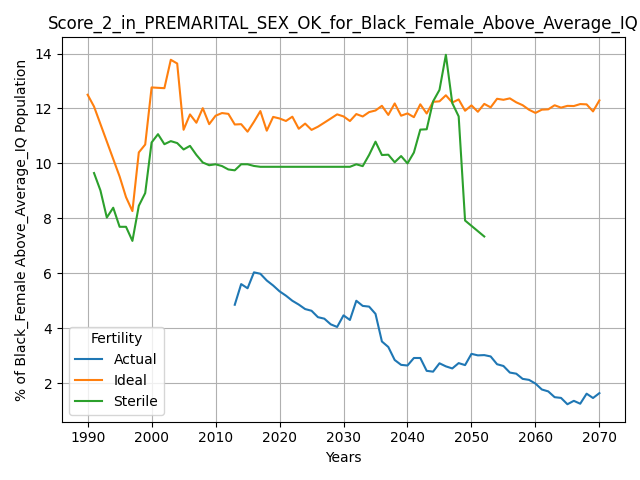 Score_2_in_PREMARITAL_SEX_OK_for_Black_Female_Above_Average_IQ
% of Black_Female Above_Average_IQ Population
14
12
10
8
6
4
2
Fertility
Actual
Ideal
Sterile
1990 2000 2010 2020 2030 2040 2050 2060 2070
Years